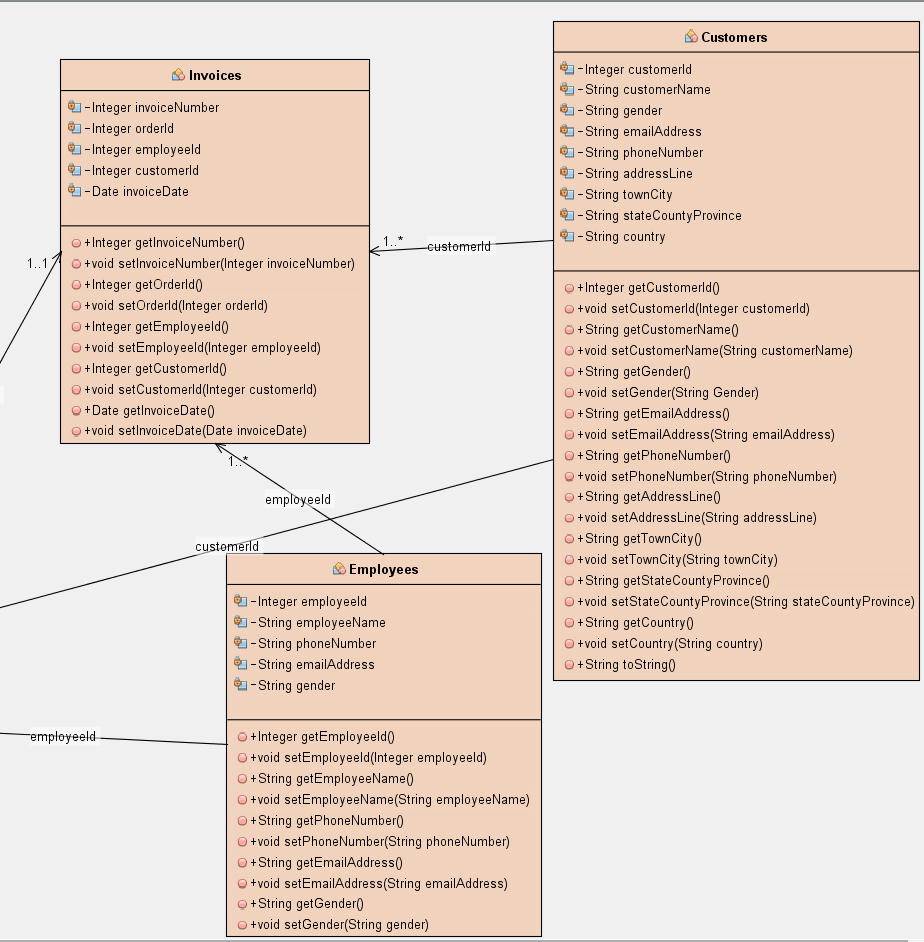 Invoices
-Integer invoiceNumber
-Integer orderId
-Integer employeeId
-Integer customerId
-Date invoiceDate
+Integer getInvoiceNumber()
+void setInvoiceNumber(Integer invoiceNumber)
+Integer getOrderId()
+void setOrderId(Integer orderId)
+Integer getEmployeeId()
+void setEmployeeId(Integer employeeId)
+Integer getCustomerId()
+void setCustomerId(Integer customerId)
+Date getInvoiceDate()
+void setInvoiceDate(Date invoiceDate)
1..1
1..*
customerId
Customers
-Integer customerId
-String customerName
-String gender
-String emailAddress
-String phoneNumber
-String addressLine
-String townCity
-String stateCountyProvince
-String country
+Integer getCustomerId()
+void setCustomerId(Integer customerId)
+String getCustomerName()
+void setCustomerName(String customerName)
+String getGender()
+void setGender(String Gender)
+String getEmailAddress()
+void setEmailAddress(String emailAddress)
+String getPhoneNumber()
+void setPhoneNumber(String phoneNumber)
+String getAddressLine()
+void setAddressLine(String addressLine)
+String getTownCity()
+void setTownCity(String townCity)
+String getStateCountyProvince()
+void setStateCountyProvince(String stateCountyProvince)
+String getCountry()
+void setCountry(String country)
+String toString()
1..*
employeeId
customerId
Employees
-Integer employeeId
-String employeeName
-String phoneNumber
-String emailAddress
-String gender
+Integer getEmployeeId()
+void setEmployeeId(Integer employeeId)
+String getEmployeeName()
+void setEmployeeName(String employeeName)
+String getPhoneNumber()
+void setPhoneNumber(String phoneNumber)
+String getEmailAddress()
+void setEmailAddress(String emailAddress)
+String getGender()
+void setGender(String gender)
employeeId